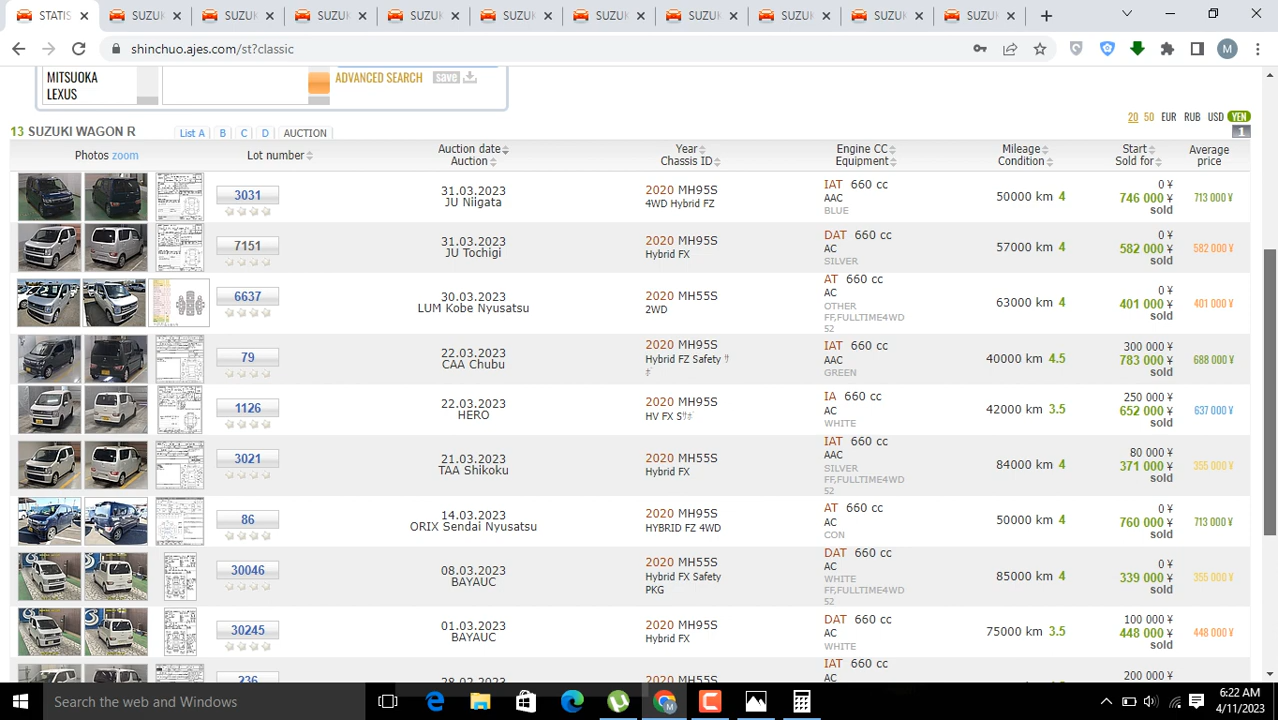 STATIS
SUZUK
SUZUK
SUZUK
SUZUK
SUZUK
SUZUK
SUZUK
SUZUK
SUZUK
SUZUK
shinchuo.ajes.com/st?classic
M
MITSUOKA
LEXUS
ADVANCED SEARCH save
20 50 EUR RUB USD YEN
13 SUZUKI WAGON R
List A B C D AUCTION
1
Photos zoom
Lot number
Auction date
Auction
Year
Chassis ID
Engine CC
Equipment
Mileage
Condition
Start
Sold for
Average
price
3031
31.03.2023
JU Niigata
2020 MH95S
4WD Hybrid FZ
IAT 660 cc
AAC
BLUE
50000 km 4
0 ¥
746 000 ¥
sold
713 000 ¥
7151
31.03.2023
JU Tochigi
2020 MH95S
Hybrid FX
DAT 660 cc
AC
SILVER
57000 km 4
0 ¥
582 000 ¥
sold
582 000 ¥
6637
30.03.2023
LUM Kobe Nyusatsu
2020 MH55S
2WD
AT 660 cc
AC
OTHER
FF,FULLTIME4WD
52
63000 km 4
0 ¥
401 000 ¥
sold
401 000 ¥
79
22.03.2023
CAA Chubu
2020 MH95S
Hybrid FZ Safety
IAT 660 cc
AAC
GREEN
40000 km 4.5
300 000 ¥
783 000 ¥
sold
688 000 ¥
1126
22.03.2023
HERO
2020 MH95S
HV FX
IA 660 cc
AC
WHITE
42000 km 3.5
250 000 ¥
652 000 ¥
sold
637 000 ¥
3021
21.03.2023
TAA Shikoku
2020 MH55S
Hybrid FX
IAT 660 cc
AAC
SILVER
FF,FULLTIME4WD
52
84000 km 4
80 000 ¥
371 000 ¥
sold
355 000 ¥
86
14.03.2023
ORIX Sendai Nyusatsu
2020 MH95S
HYBRID FZ 4WD
AT 660 cc
AC
CON
50000 km 4
0 ¥
760 000 ¥
sold
713 000 ¥
30046
08.03.2023
BAYAUC
2020 MH55S
Hybrid FX Safety
PKG
DAT 660 cc
AC
WHITE
FF,FULLTIME4WD
52
85000 km 4
0 ¥
339 000 ¥
sold
355 000 ¥
30245
01.03.2023
BAYAUC
2020 MH55S
Hybrid FX
DAT 660 cc
AC
WHITE
75000 km 3.5
100 000 ¥
448 000 ¥
sold
448 000 ¥
IAT 660 cc
200 000 ¥
Search the web and Windows
6:22 AM
4/11/2023